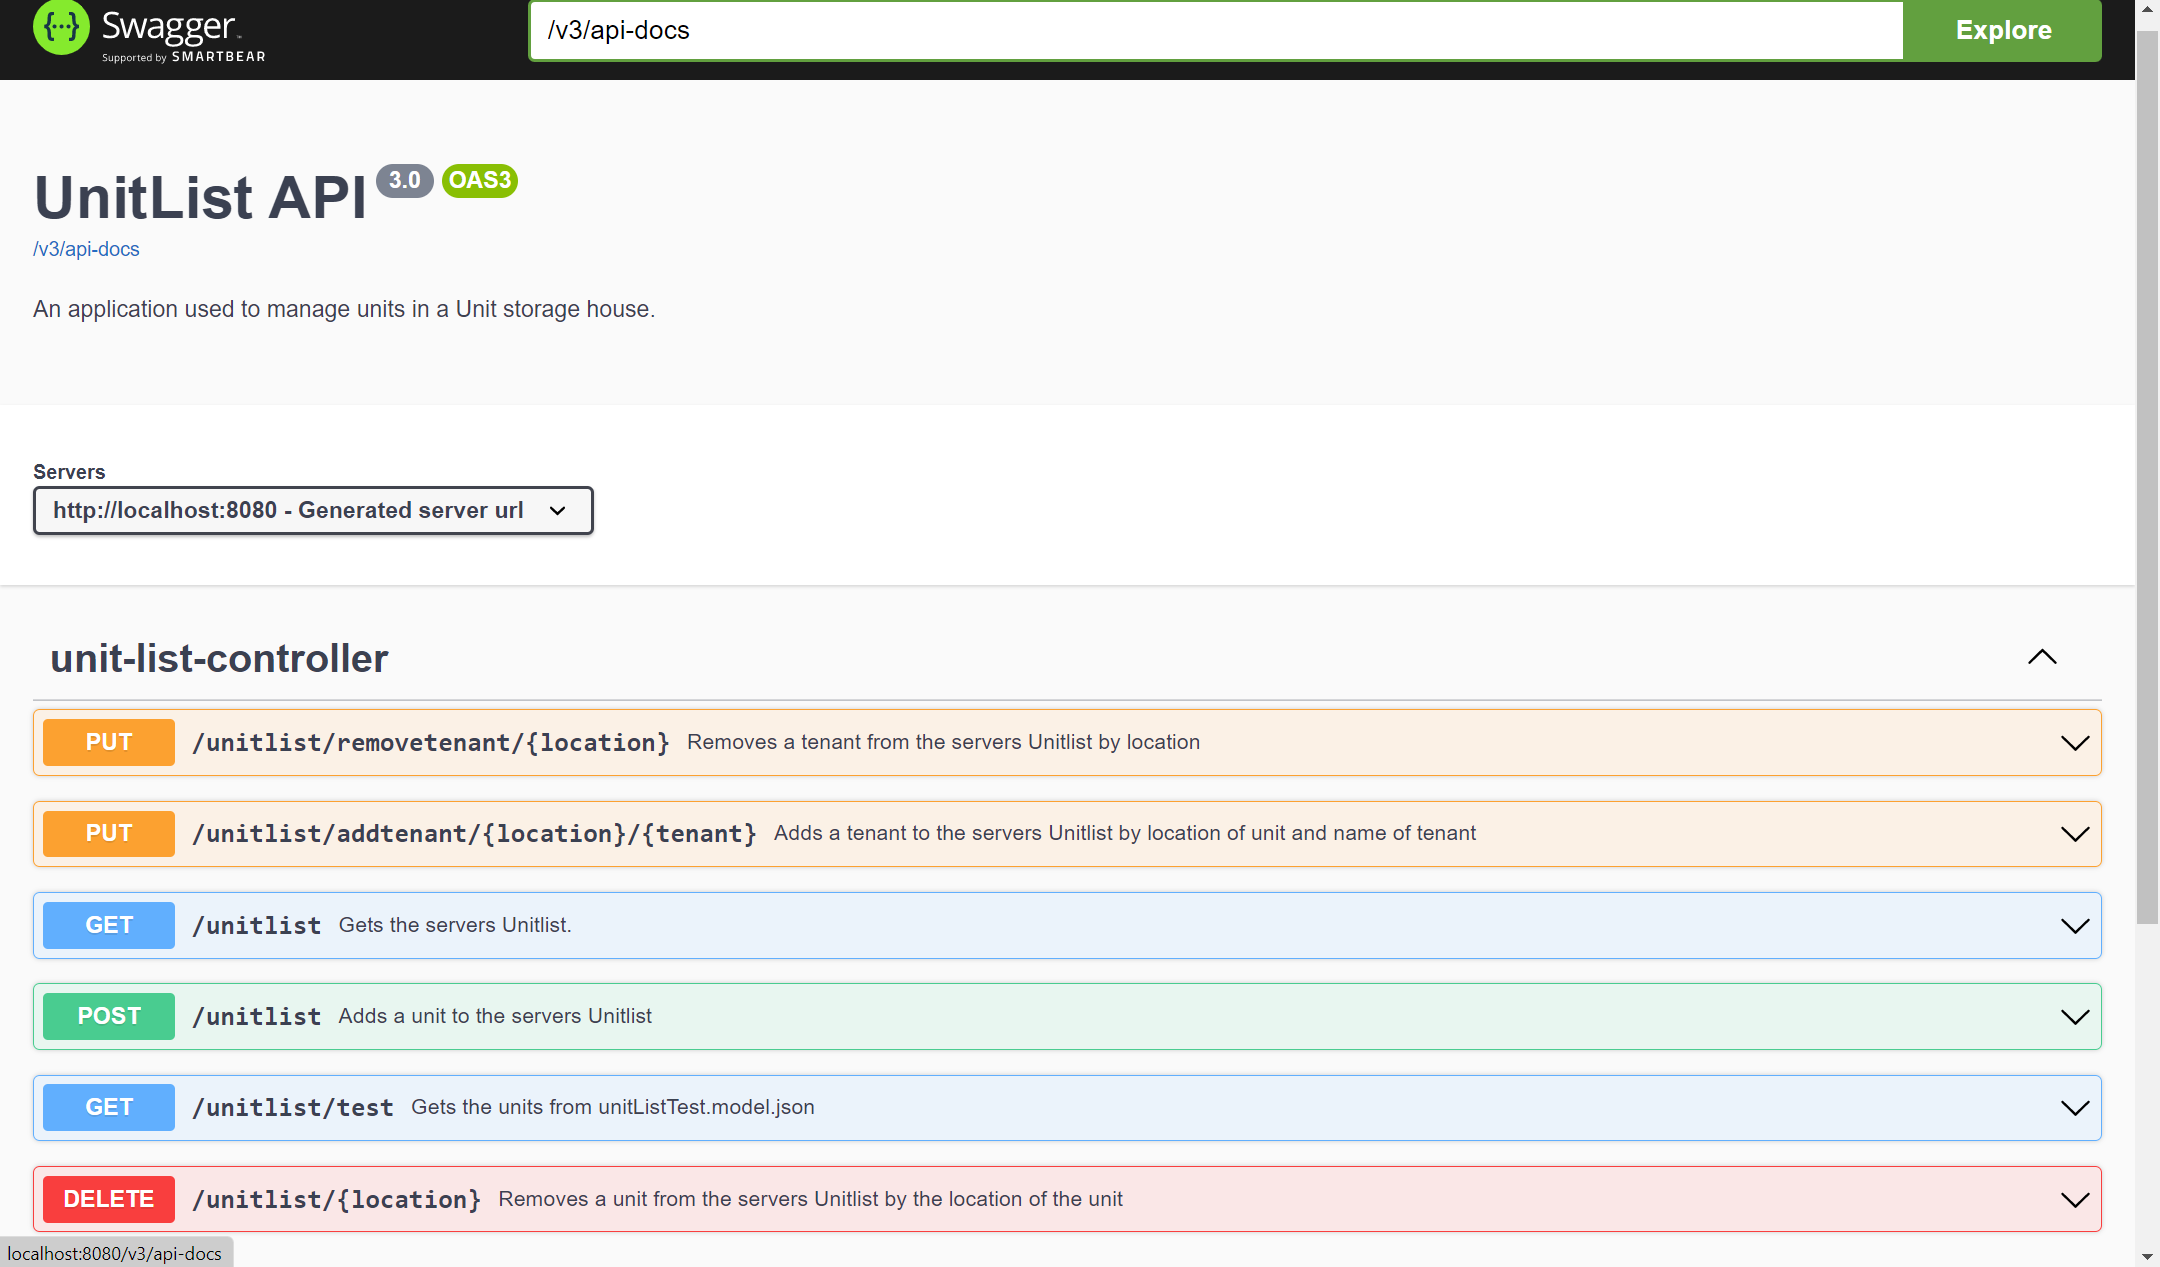 Swagger
Supported by SMARTBEAR
/v3/api-docs
Explore
UnitList API 3.0 OAS3
/v3/api-docs
An application used to manage units in a Unit storage house.
Servers
http://localhost:8080 - Generated server url
unit-list-controller
PUT /unitlist/removetenant/{location} Removes a tenant from the servers Unitlist by location
PUT /unitlist/addtenant/{location}/{tenant} Adds a tenant to the servers Unitlist by location of unit and name of tenant
GET /unitlist Gets the servers Unitlist.
POST /unitlist Adds a unit to the servers Unitlist
GET /unitlist/test Gets the units from unitListTest.model.json
DELETE /unitlist/{location} Removes a unit from the servers Unitlist by the location of the unit
localhost:8080/v3/api-docs